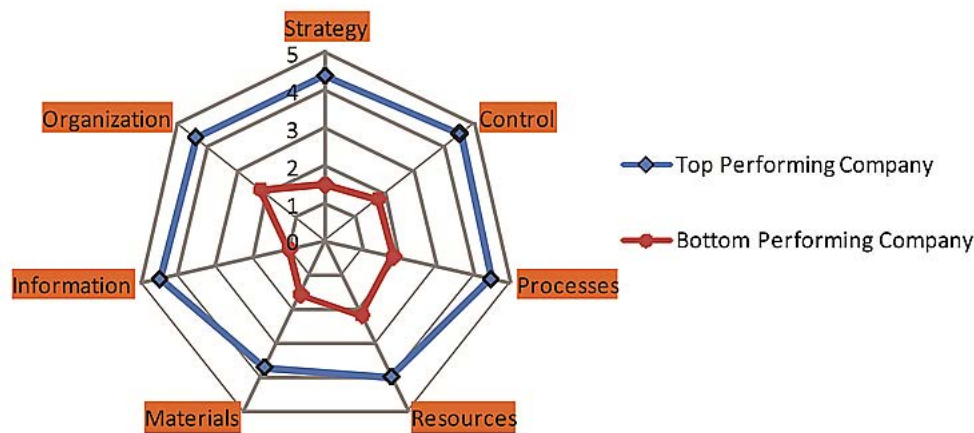 Strategy
5
4
3
2
1
0
Organization
Control
Information
Processes
Materials
Resources
Top Performing Company
Bottom Performing Company